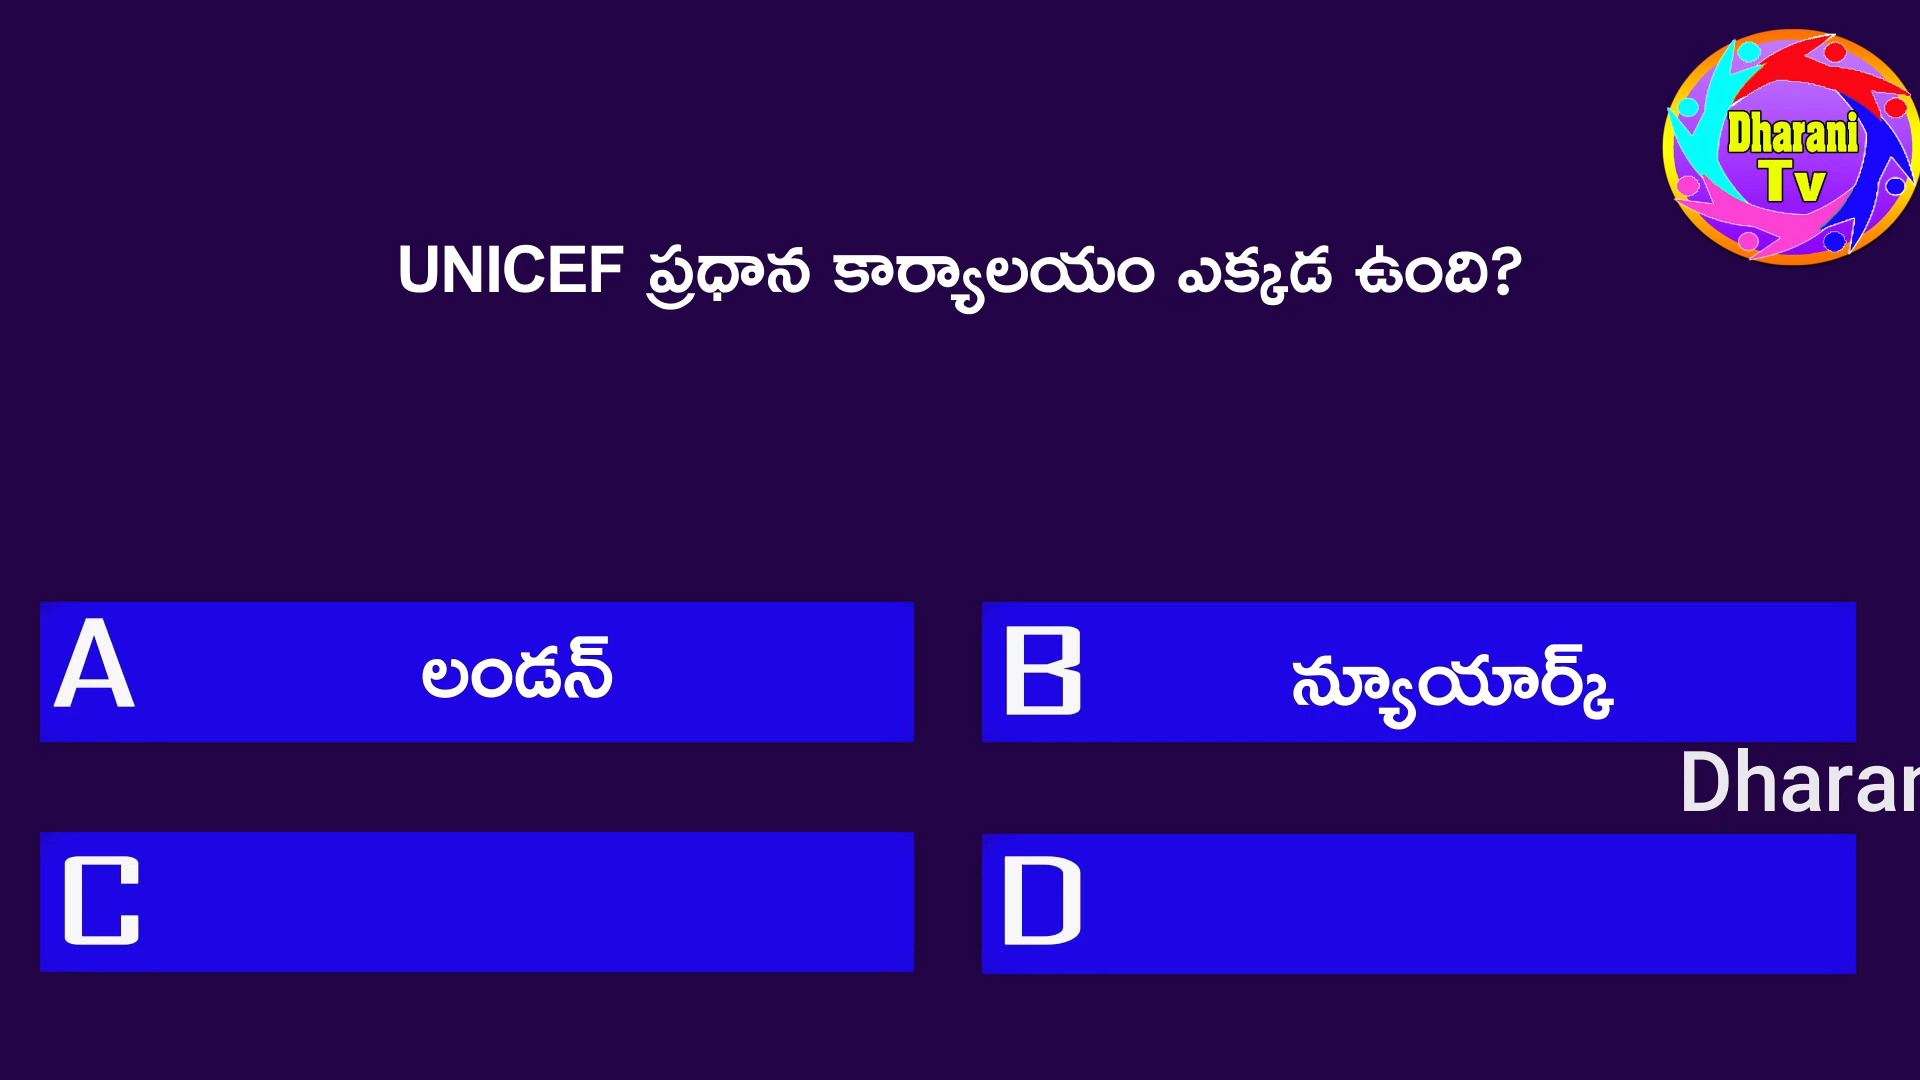 Dharani
Tv
UNICEF ప్రధాన కార్యాలయం ఎక్కడ ఉంది?
A లండన్
B న్యూయార్క్
Dharan
C
D